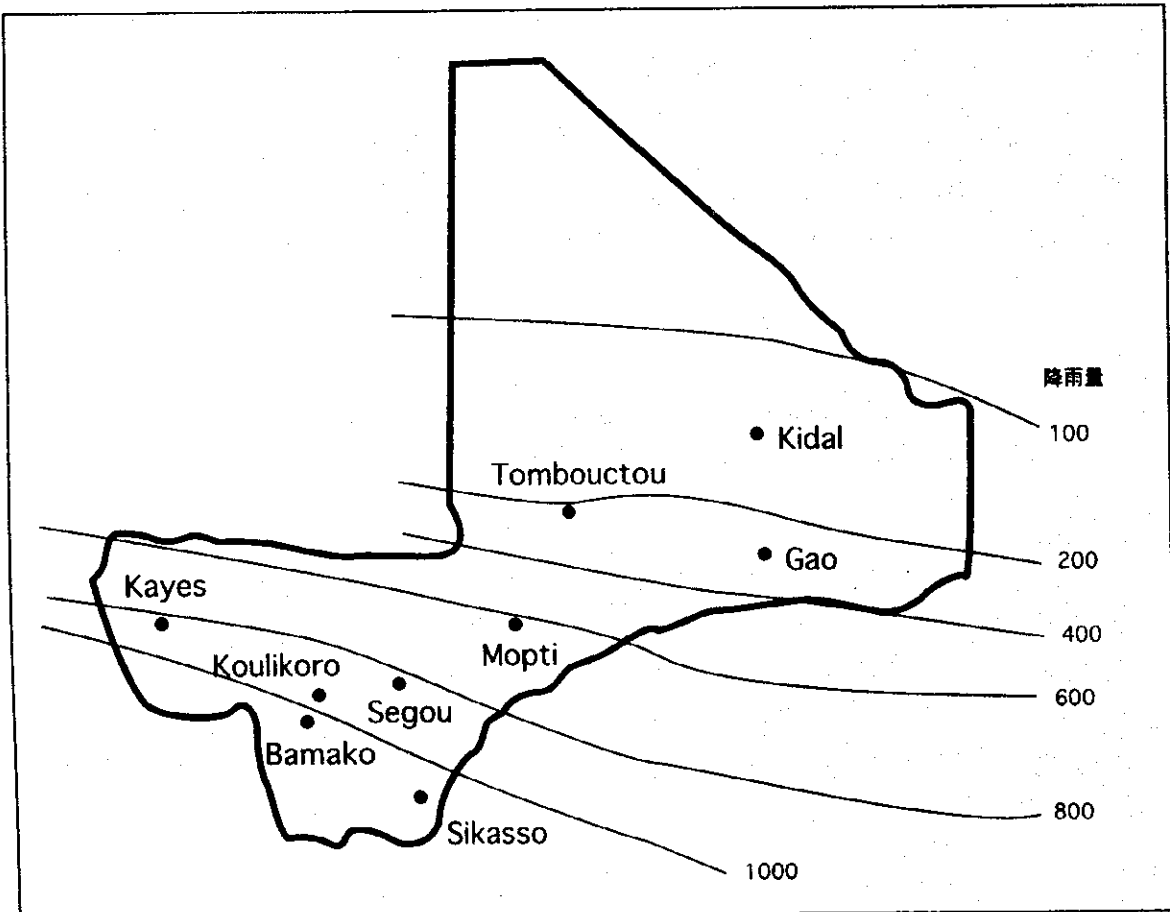 降雨量
100
Kidal
Tombouctou
Gao
200
Kayes
400
Mopti
Koulikoro
600
Segou
Bamako
800
Sikasso
1000